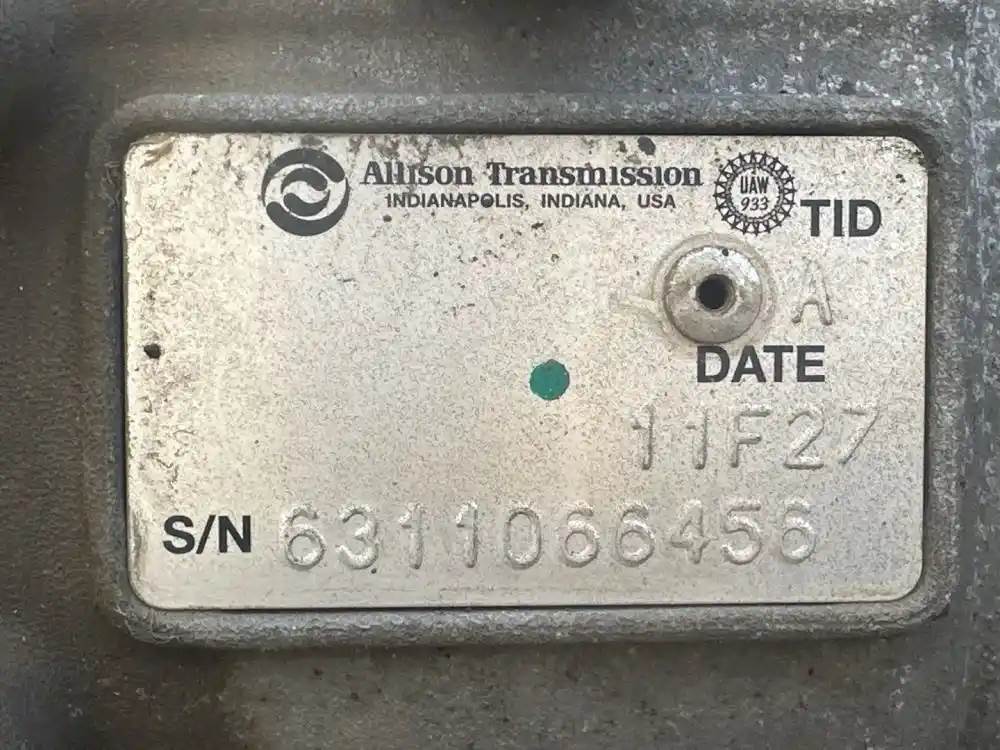 Allison Transmission
INDIANAPOLIS, INDIANA, USA
UAW
933
TID
A
DATE
11F27
S/N 6311066456